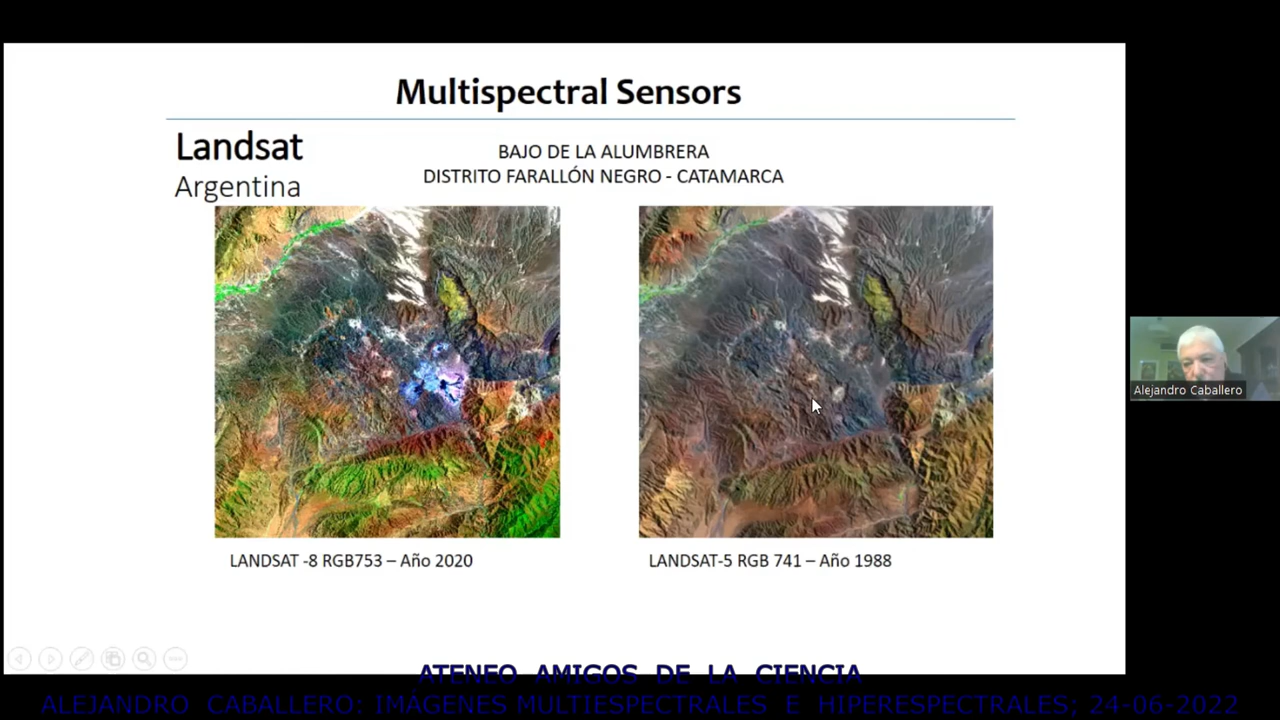 Multispectral Sensors
Landsat
Argentina
BAJO DE LA ALUMBRERA
DISTRITO FARALLÓN NEGRO - CATAMARCA
LANDSAT -8 RGB753 – Año 2020
LANDSAT-5 RGB 741 – Año 1988
Alejandro Caballero
ATENEO AMIGOS DE LA CIENCIA
ALEJANDRO CABALLERO: IMÁGENES MULTIESPECTRALES E HIPERESPECTRALES; 24-06-2022